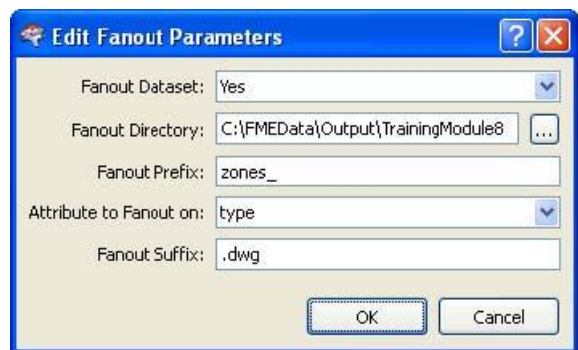 Edit Fanout Parameters
Fanout Dataset: Yes
Fanout Directory: C:\FMEData\Output\TrainingModule8 ...
Fanout Prefix: zones_
Attribute to Fanout on: type
Fanout Suffix: .dwg
OK Cancel